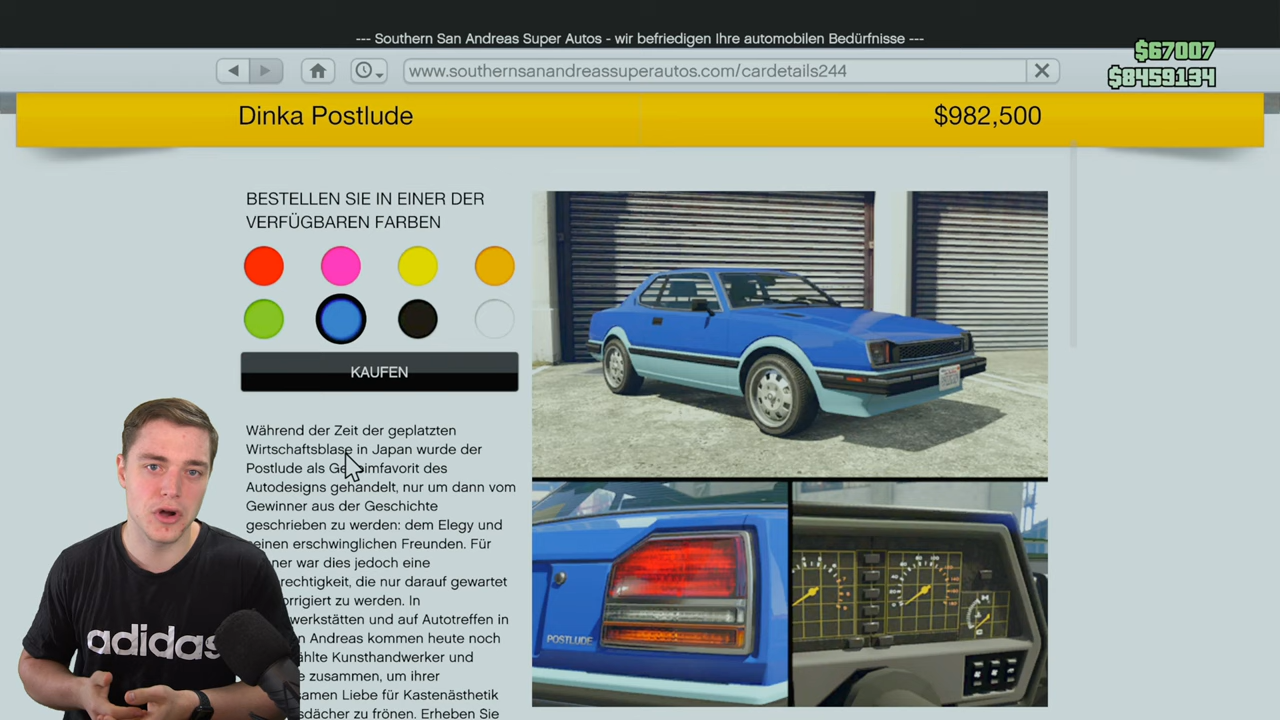 --- Southern San Andreas Super Autos - wir befriedigen Ihre automobilen Bedürfnisse ---
$67007
www.southernsanandreassuperautos.com/cardetails244
$8459134
Dinka Postlude
$982,500
BESTELLEN SIE IN EINER DER
VERFÜGBAREN FARBEN
KAUFEN
Während der Zeit der geplatzten
Wirtschaftsblase in Japan wurde der
Postlude als Geheimfavorit des
Autodesigns gehandelt, nur um dann vom
Gewinner aus der Geschichte
geschrieben zu werden: dem Elegy und
seinen erschwinglichen Freunden. Für
war dies jedoch eine
die nur darauf gewartet
zu werden. In
und auf Autotreffen in
Andreas kommen heute noch
Kunsthandwerker und
zusammen, um ihrer
Liebe für Kastenästhetik
zu frönen. Erheben Sie
POSTLUDE
adidas